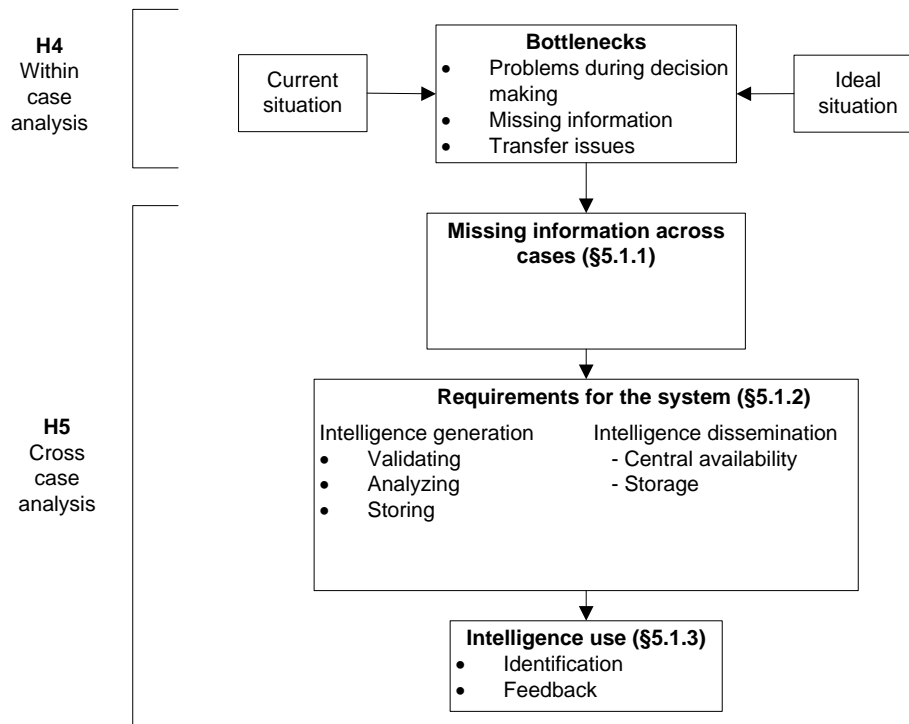 H4
Within
case
analysis
Current
situation
Bottlenecks
• Problems during decision
making
• Missing information
• Transfer issues
Ideal
situation
H5
Cross
case
analysis
Missing information across
cases (§5.1.1)
Requirements for the system (§5.1.2)
Intelligence generation
• Validating
• Analyzing
• Storing
Intelligence dissemination
- Central availability
- Storage
Intelligence use (§5.1.3)
• Identification
• Feedback